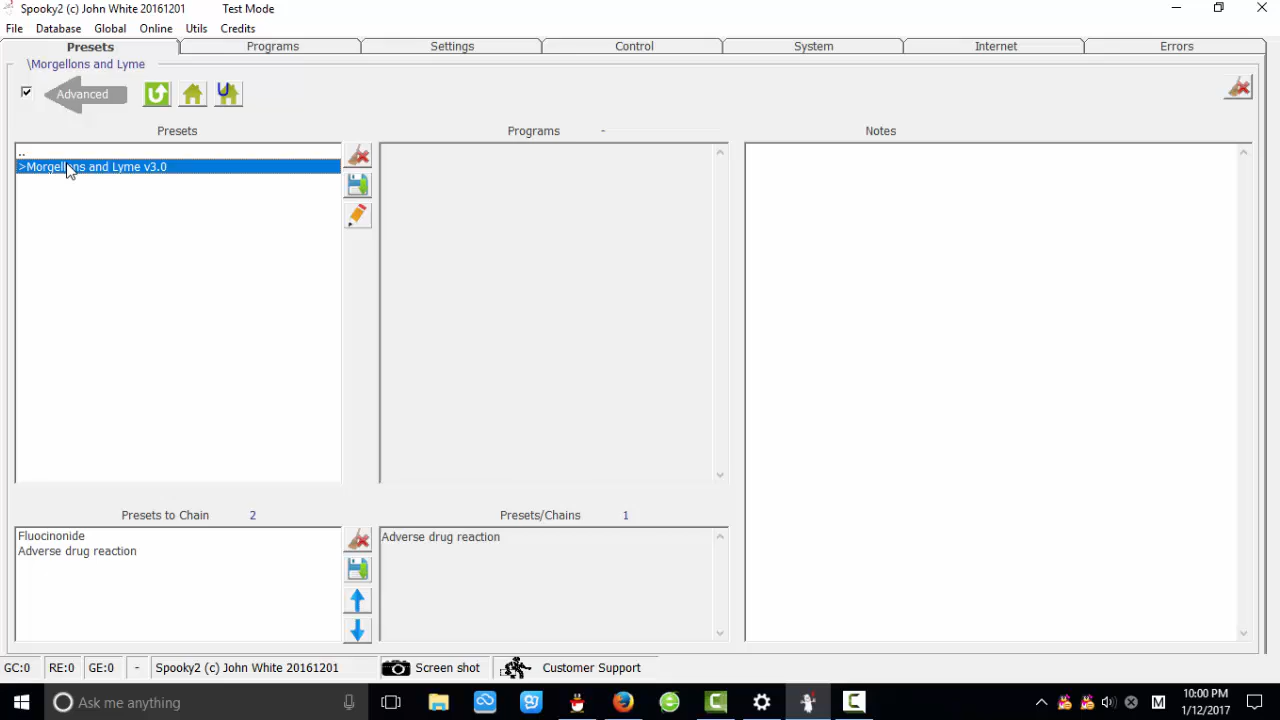 Spooky2 (c) John White 20161201 Test Mode
File Database Global Online Utils Credits
Presets Programs Settings Control System Internet Errors
\Morgellons and Lyme
Advanced
Presets Programs - Notes
..
>Morgellons and Lyme v3.0
Presets to Chain 2 Presets/Chains 1
Fluocinonide
Adverse drug reaction
Adverse drug reaction
GC:0 RE:0 GE:0 - Spooky2 (c) John White 20161201 Screen shot Customer Support
Ask me anything
M
10:00 PM
1/12/2017